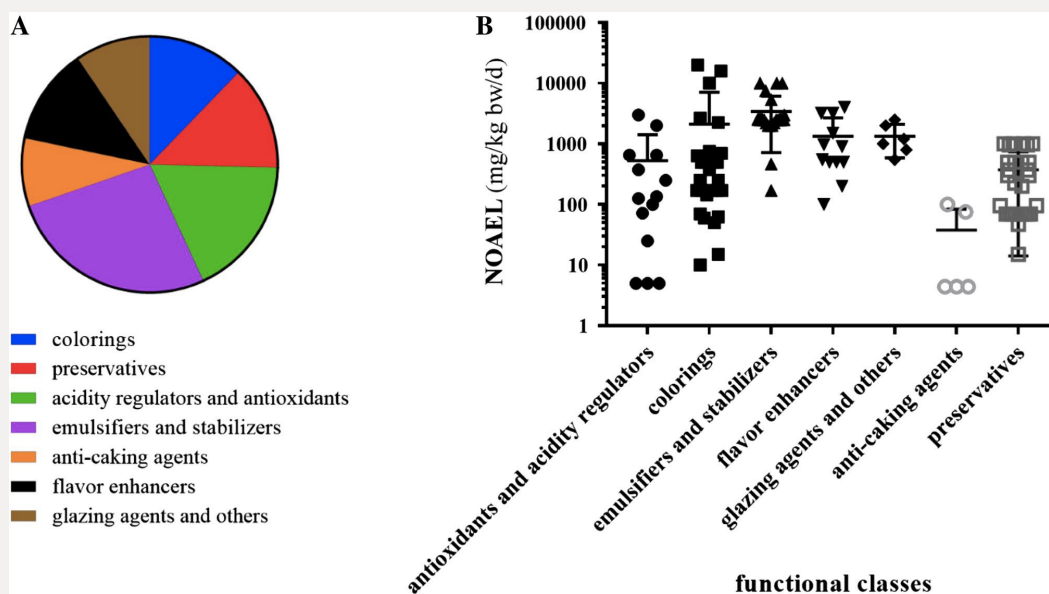 A
colorings
preservatives
acidity regulators and antioxidants
emulsifiers and stabilizers
anti-caking agents
flavor enhancers
glazing agents and others
B
NOAEL (mg/kg bw/d)
100000
10000
1000
100
10
1
antioxidants and acidity regulators
colorings
emulsifiers and stabilizers
flavor enhancers
glazing agents and others
anti-caking agents
preservatives
functional classes